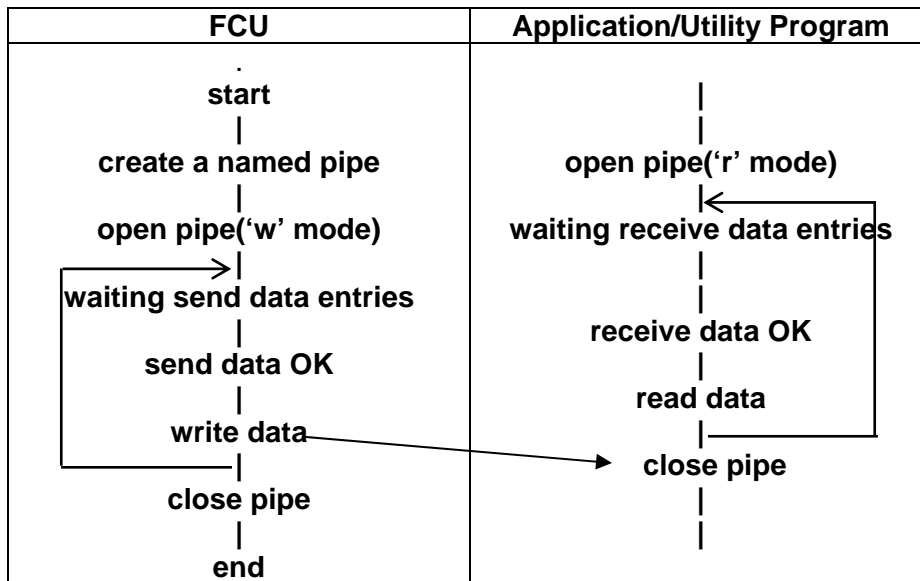 FCU
Application/Utility Program
start
create a named pipe
open pipe(‘w’ mode)
waiting send data entries
send data OK
write data
close pipe
end
open pipe(‘r’ mode)
waiting receive data entries
receive data OK
read data
close pipe